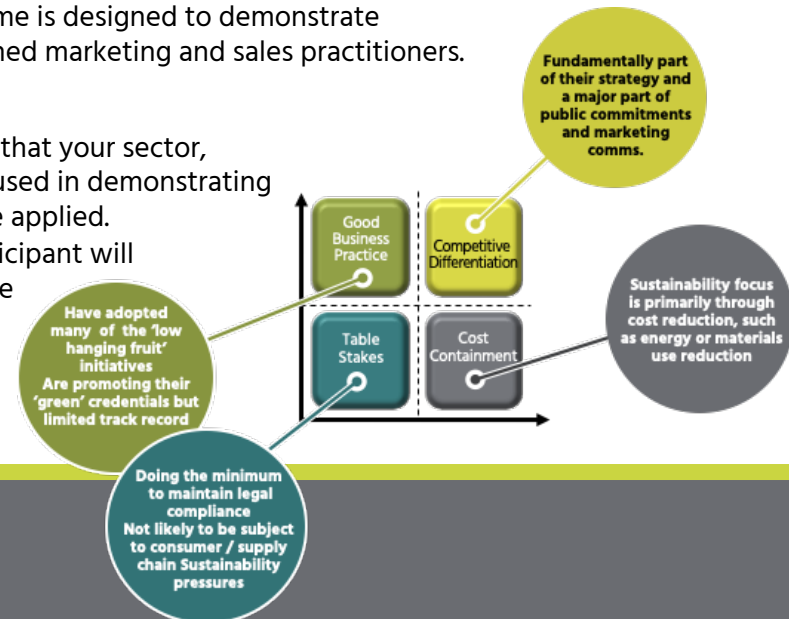 me is designed to demonstrate
ned marketing and sales practitioners.
that your sector,
used in demonstrating
e applied.
icipant will
e
Fundamentally part
of their strategy and
a major part of
public commitments
and marketing
comms.
Good
Business
Practice
Competitive
Differentiation
Table
Stakes
Cost
Containment
Sustainability focus
is primarily through
cost reduction, such
as energy or materials
use reduction
Have adopted
many of the 'low
hanging fruit'
initiatives
Are promoting their
'green' credentials but
limited track record
Doing the minimum
to maintain legal
compliance
Not likely to be subject
to consumer / supply
chain Sustainability
pressures